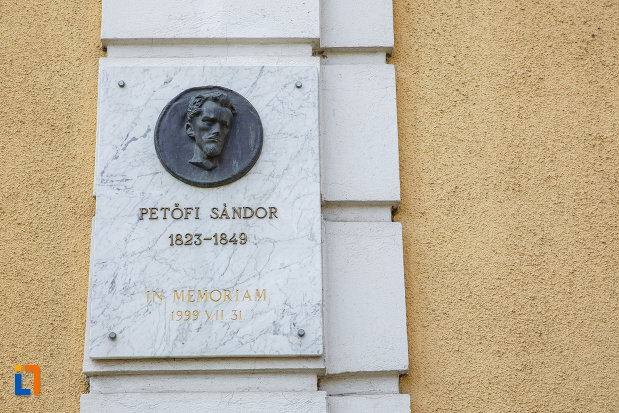 PETŐFI SÁNDOR
1823-1849
IN MEMORIAM
1999 VII 31